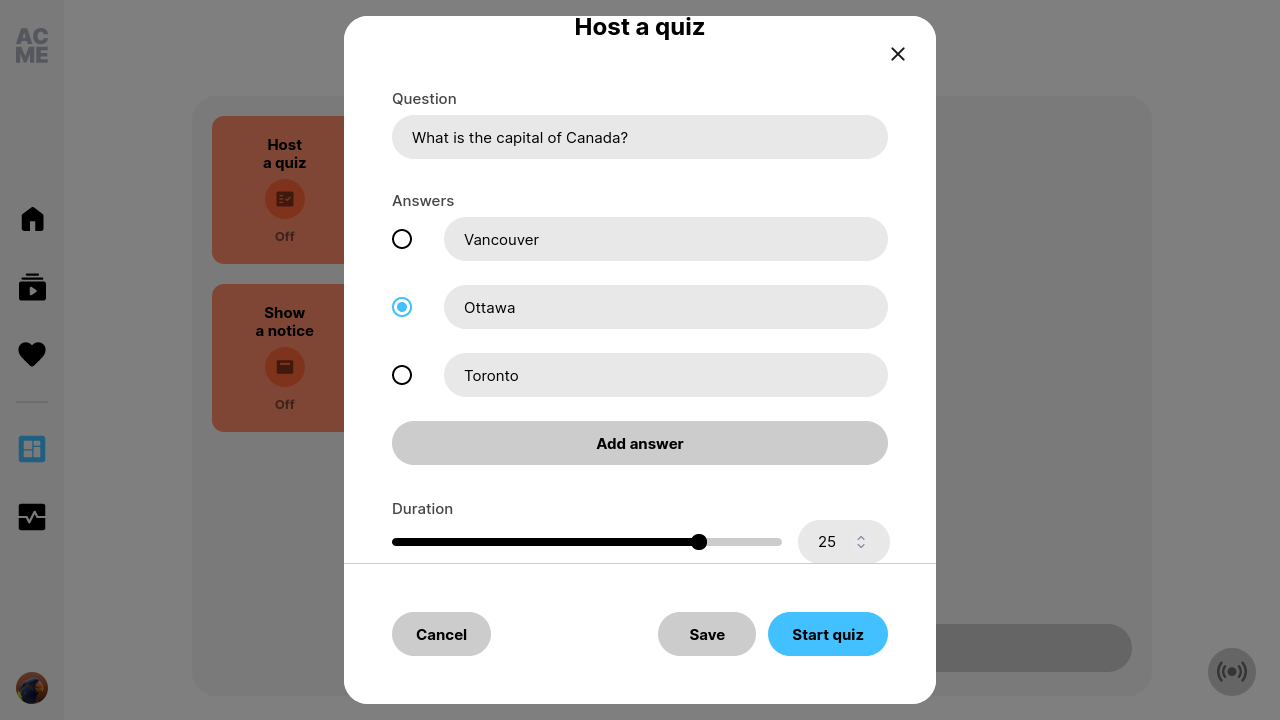 AC
ME
Host
a quiz
Off
Show
a notice
Off
Host a quiz
Question
What is the capital of Canada?
Answers
Vancouver
Ottawa
Toronto
Add answer
Duration
25
Cancel
Save
Start quiz